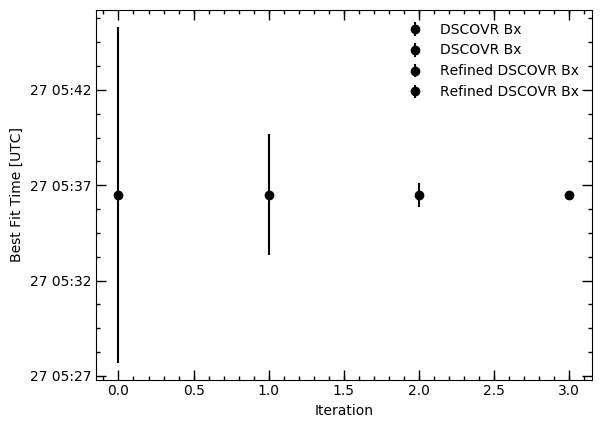 DSCOVR Bx
DSCOVR Bx
Refined DSCOVR Bx
Refined DSCOVR Bx
Best Fit Time [UTC]
27 05:42
27 05:37
27 05:32
27 05:27
0.0 0.5 1.0 1.5 2.0 2.5 3.0
Iteration